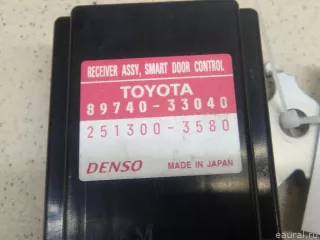 RECEIVER ASSY, SMART DOOR CONTROL
TOYOTA
89740-33040
251300-3580
DENSO MADE IN JAPAN
eaural.ru